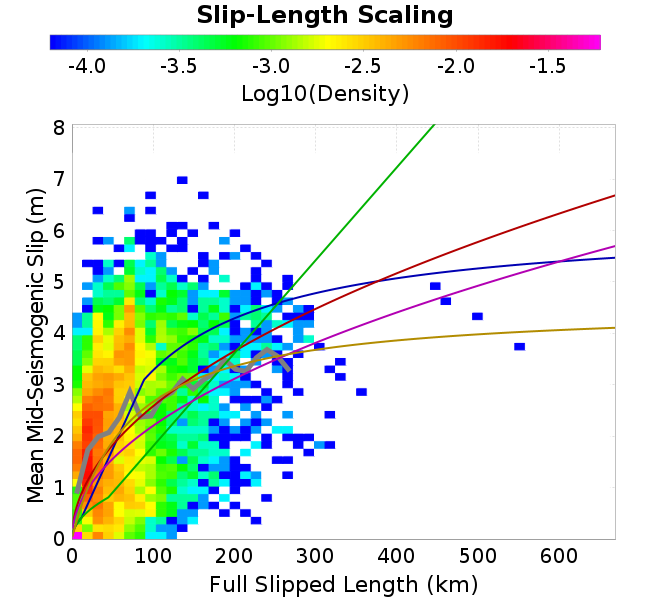 Slip-Length Scaling
-4.0 -3.5 -3.0 -2.5 -2.0 -1.5
Log10(Density)
8
7
6
5
4
3
2
1
0
Mean Mid-Seismogenic Slip (m)
0 100 200 300 400 500 600
Full Slipped Length (km)